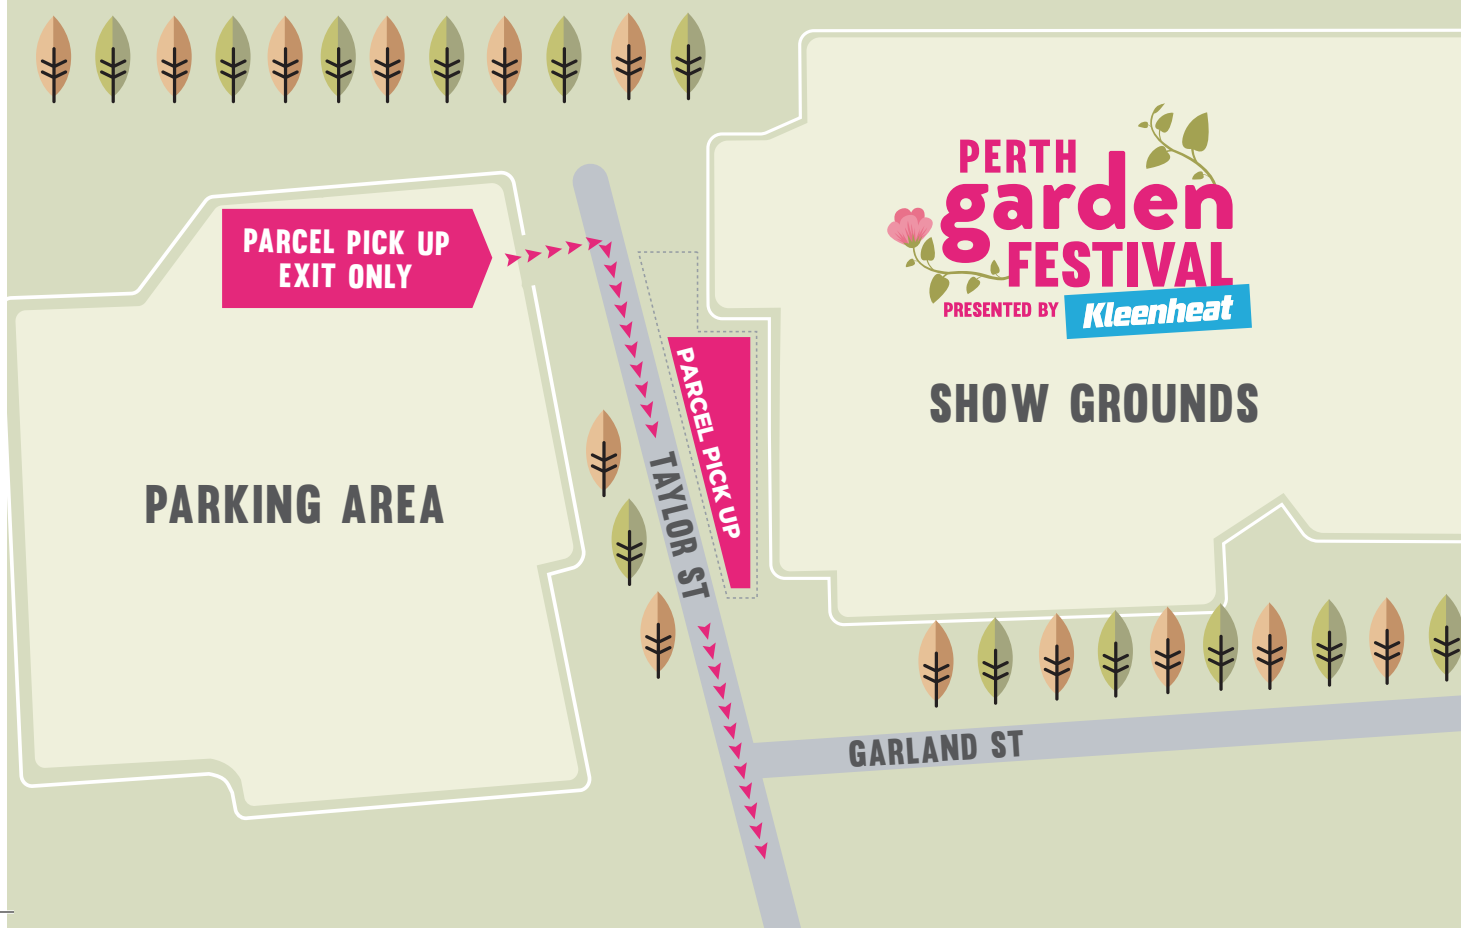 PERTH
garden
FESTIVAL
PRESENTED BY Kleenheat
SHOW GROUNDS
PARCEL PICK UP
EXIT ONLY
PARKING AREA
PARCEL PICK UP
TAYLOR ST
GARLAND ST